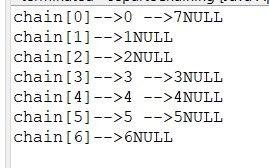 chain[0]-->0 -->7NULL
chain[1]-->1NULL
chain[2]-->2NULL
chain[3]-->3 -->3NULL
chain[4]-->4 -->4NULL
chain[5]-->5 -->5NULL
chain[6]-->6NULL